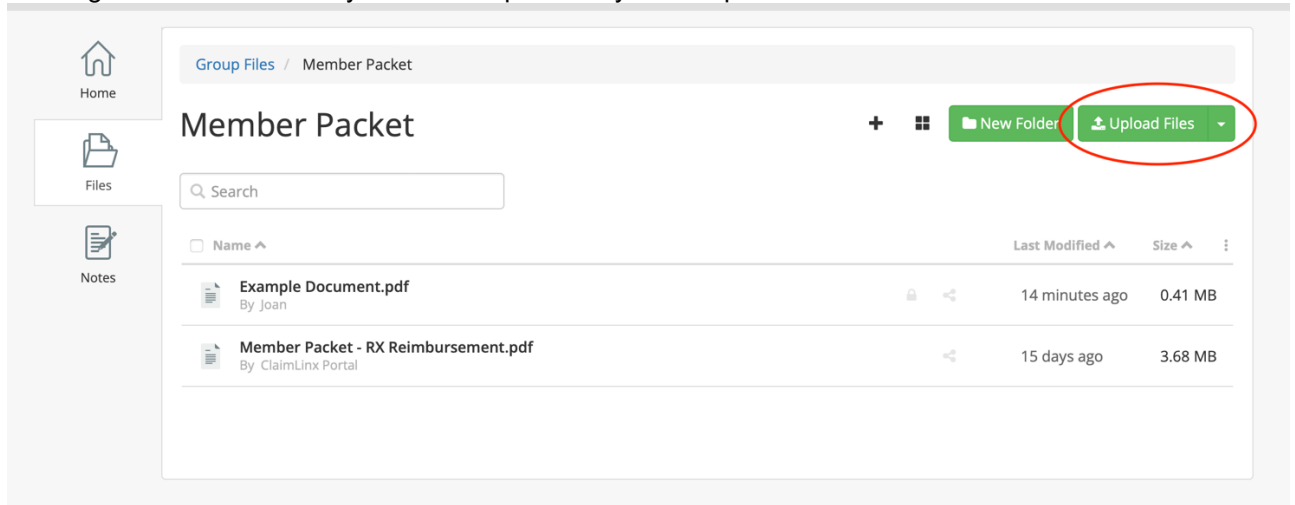 Home
Files
Notes
Group Files / Member Packet
Member Packet
New Folder
Upload Files
Search
Name Last Modified Size
Example Document.pdf
By Joan
14 minutes ago 0.41 MB
Member Packet - RX Reimbursement.pdf
By ClaimLinx Portal
15 days ago 3.68 MB